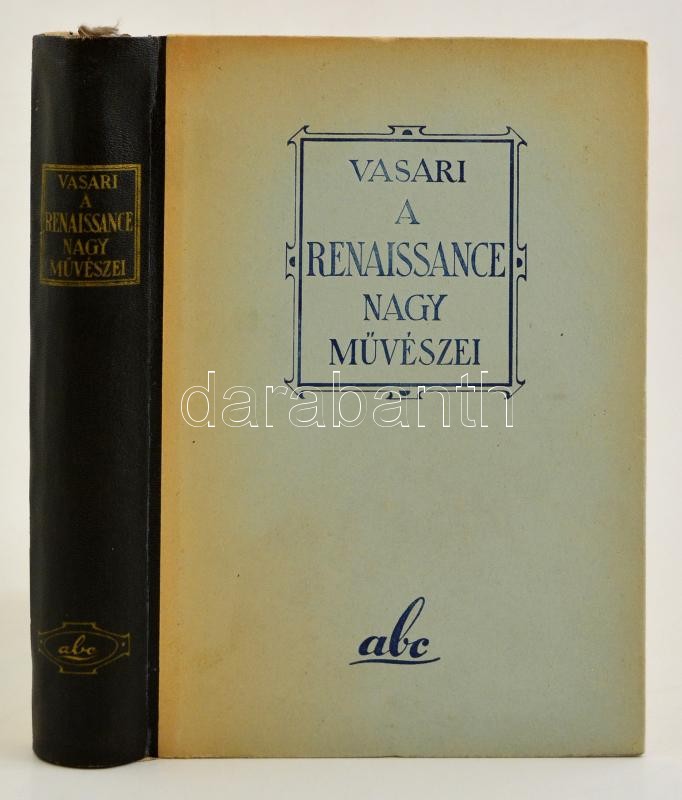 VASARI
A
RENAISSANCE
NAGY
MŰVÉSZEI
abc
VASARI
A
RENAISSANCE
NAGY
MŰVÉSZEI
abc
darabanth